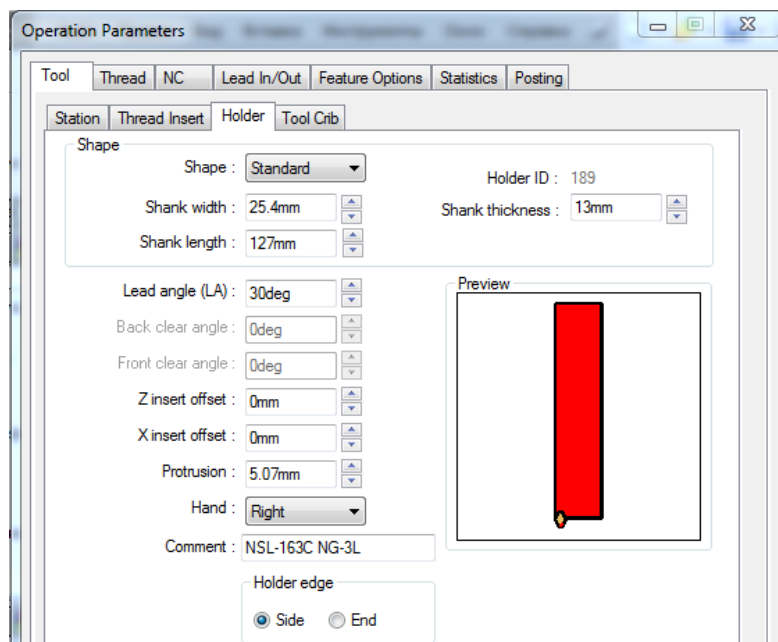 Operation Parameters
Tool Thread NC Lead In/Out Feature Options Statistics Posting
Station Thread Insert Holder Tool Crib
Shape
Shape : Standard
Holder ID : 189
Shank width : 25.4mm
Shank thickness : 13mm
Shank length : 127mm
Lead angle (LA) : 30deg
Preview
Back clear angle : 0deg
Front clear angle : 0deg
Z insert offset : 0mm
X insert offset : 0mm
Protrusion : 5.07mm
Hand : Right
Comment : NSL-163C NG-3L
Holder edge
Side End